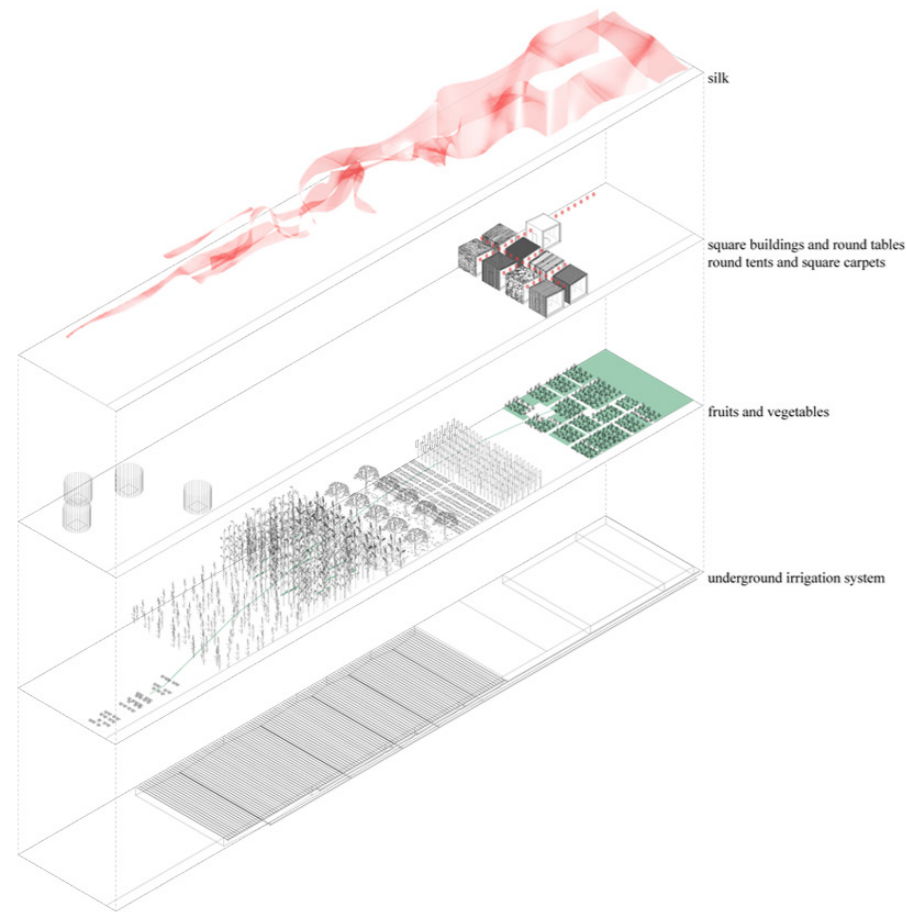 silk
square buildings and round tables
round tents and square carpets
fruits and vegetables
underground irrigation system